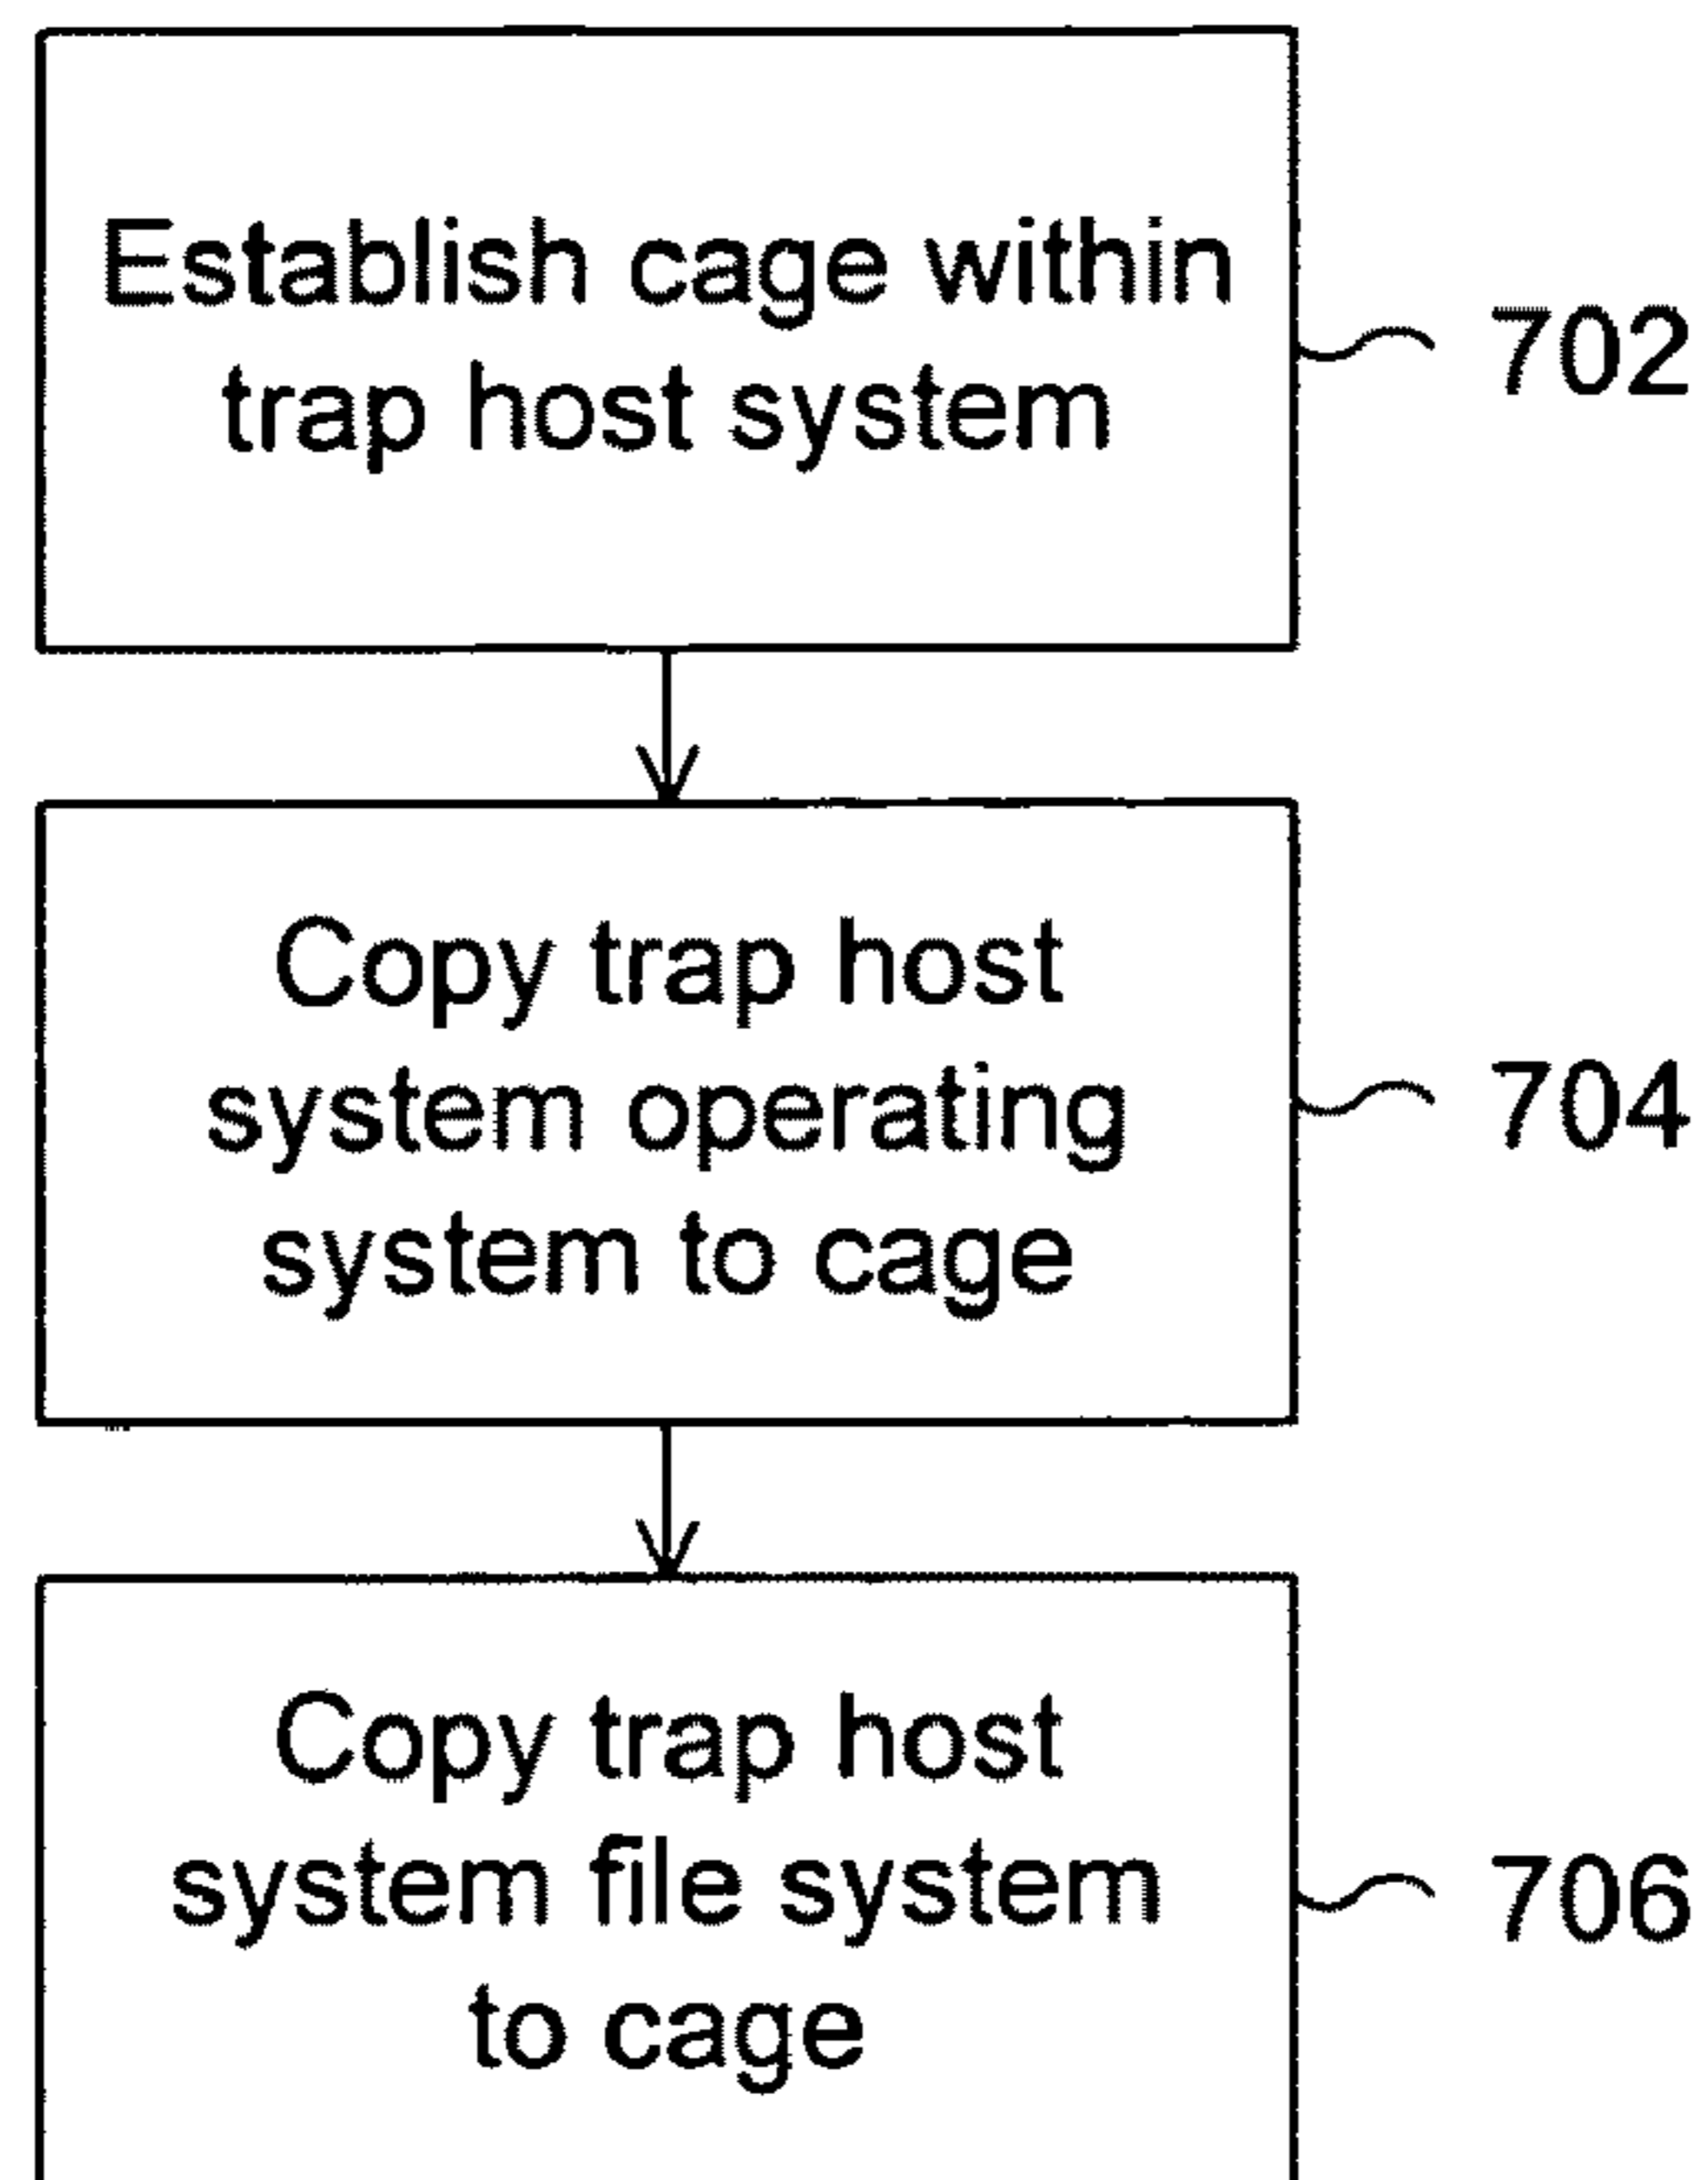 Establish cage within
trap host system
702
Copy trap host
system operating
system to cage
704
Copy trap host
system file system
to cage
706